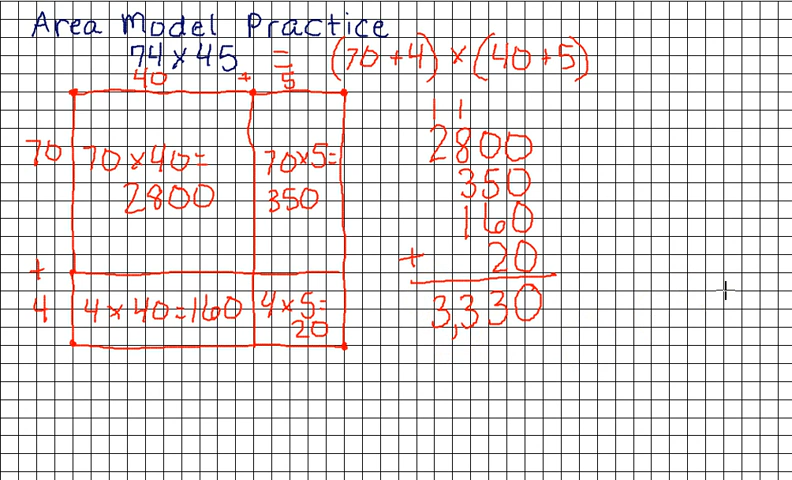 Area Model Practice
74 x 45 = (70 + 4) x (40 + 5)
40 + 5
70 70 x 40 = 2800 70 x 5 = 350
+
4 4 x 40 = 160 4 x 5 = 20
1 1
2800
350
160
+ 20
3,330